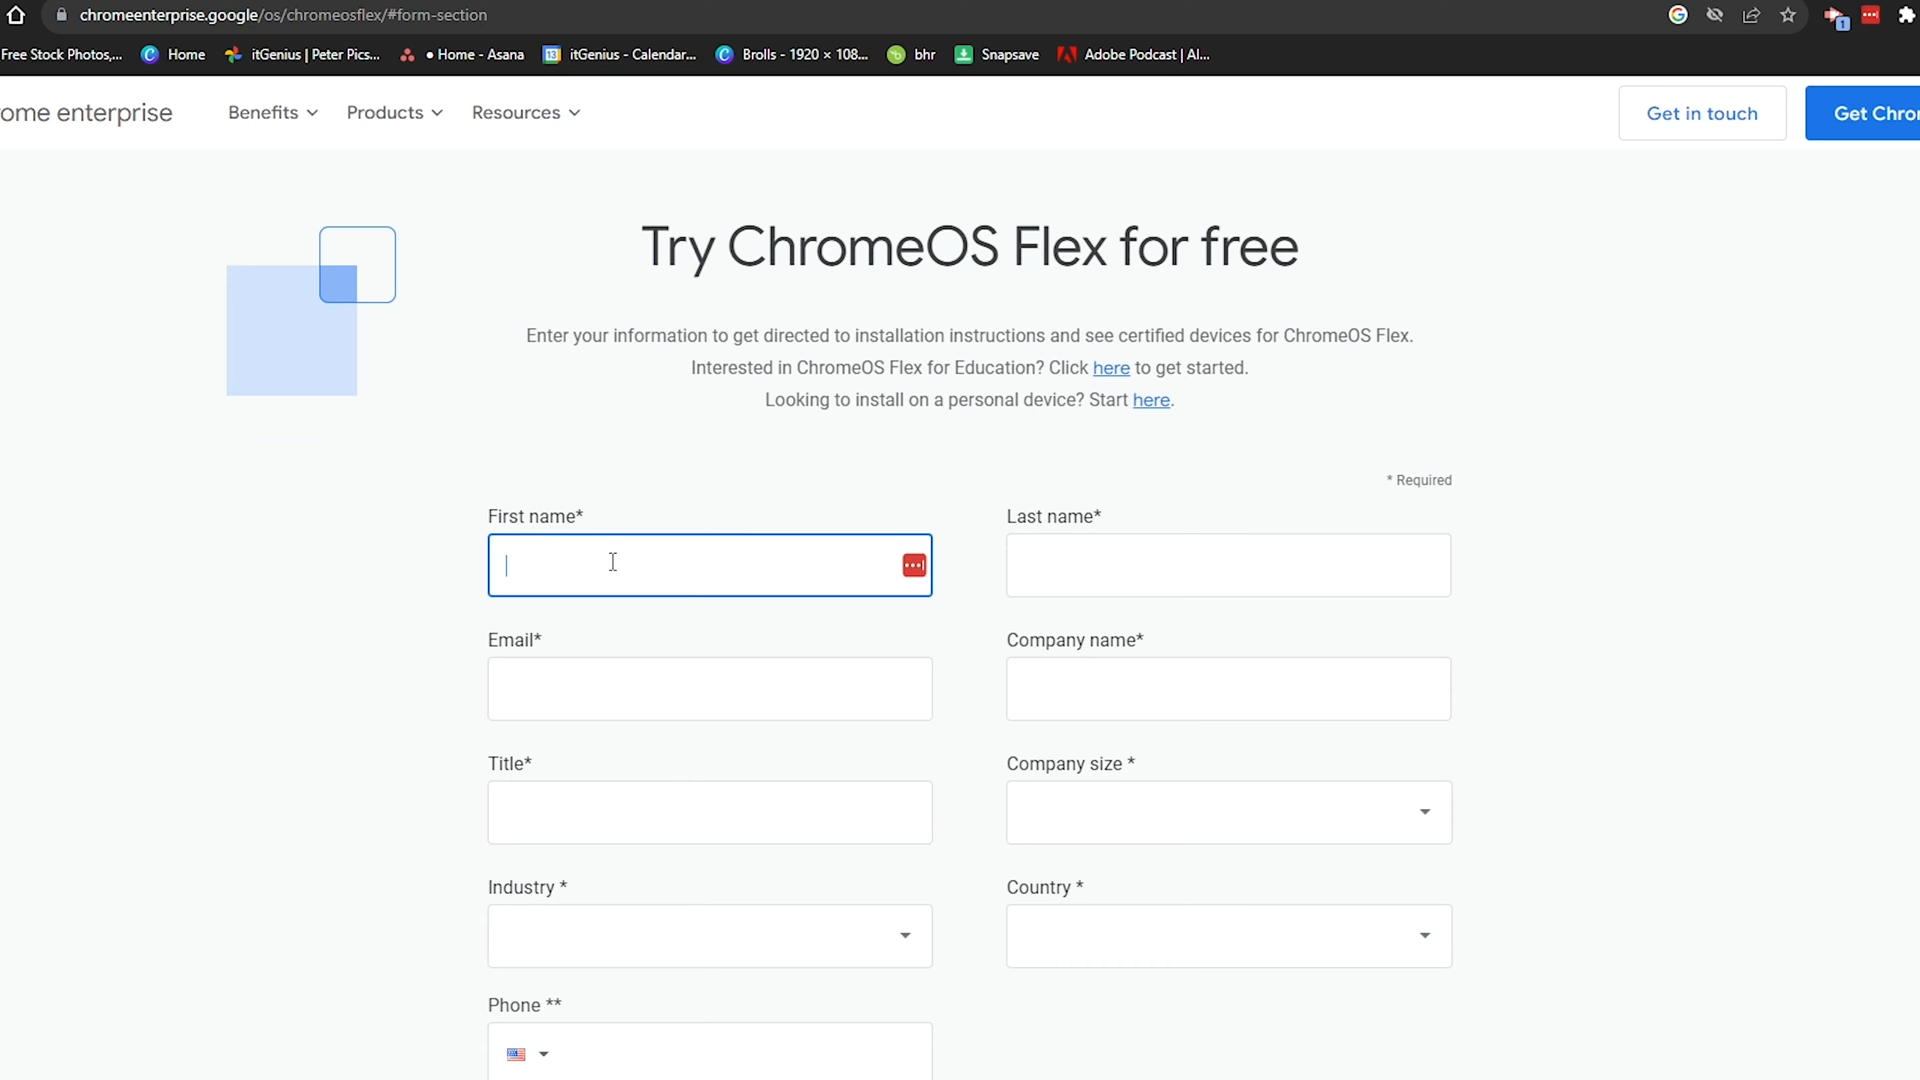 chromeenterprise.google/os/chromeosflex/#form-section
1
Free Stock Photos,... Home itGenius | Peter Pics... • Home - Asana 13 itGenius - Calendar... Brolls - 1920 × 108... bhr Snapsave Adobe Podcast | AI...
ome enterprise Benefits Products Resources Get in touch Get Chro
Try ChromeOS Flex for free
Enter your information to get directed to installation instructions and see certified devices for ChromeOS Flex.
Interested in ChromeOS Flex for Education? Click here to get started.
Looking to install on a personal device? Start here.
* Required
First name* Last name*
Email* Company name*
Title* Company size *
Industry * Country *
Phone **